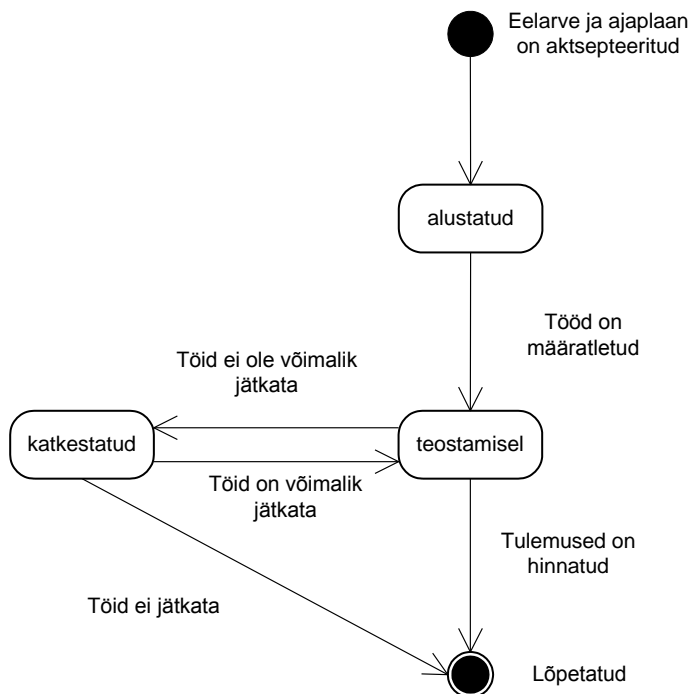 Eelarve ja ajaplaan
on aktsepteeritud
alustatud
Tööd on
määratletud
Töid ei ole võimalik
jätkata
katkestatud
teostamisel
Töid on võimalik
jätkata
Tulemused on
hinnatud
Töid ei jätkata
Lõpetatud